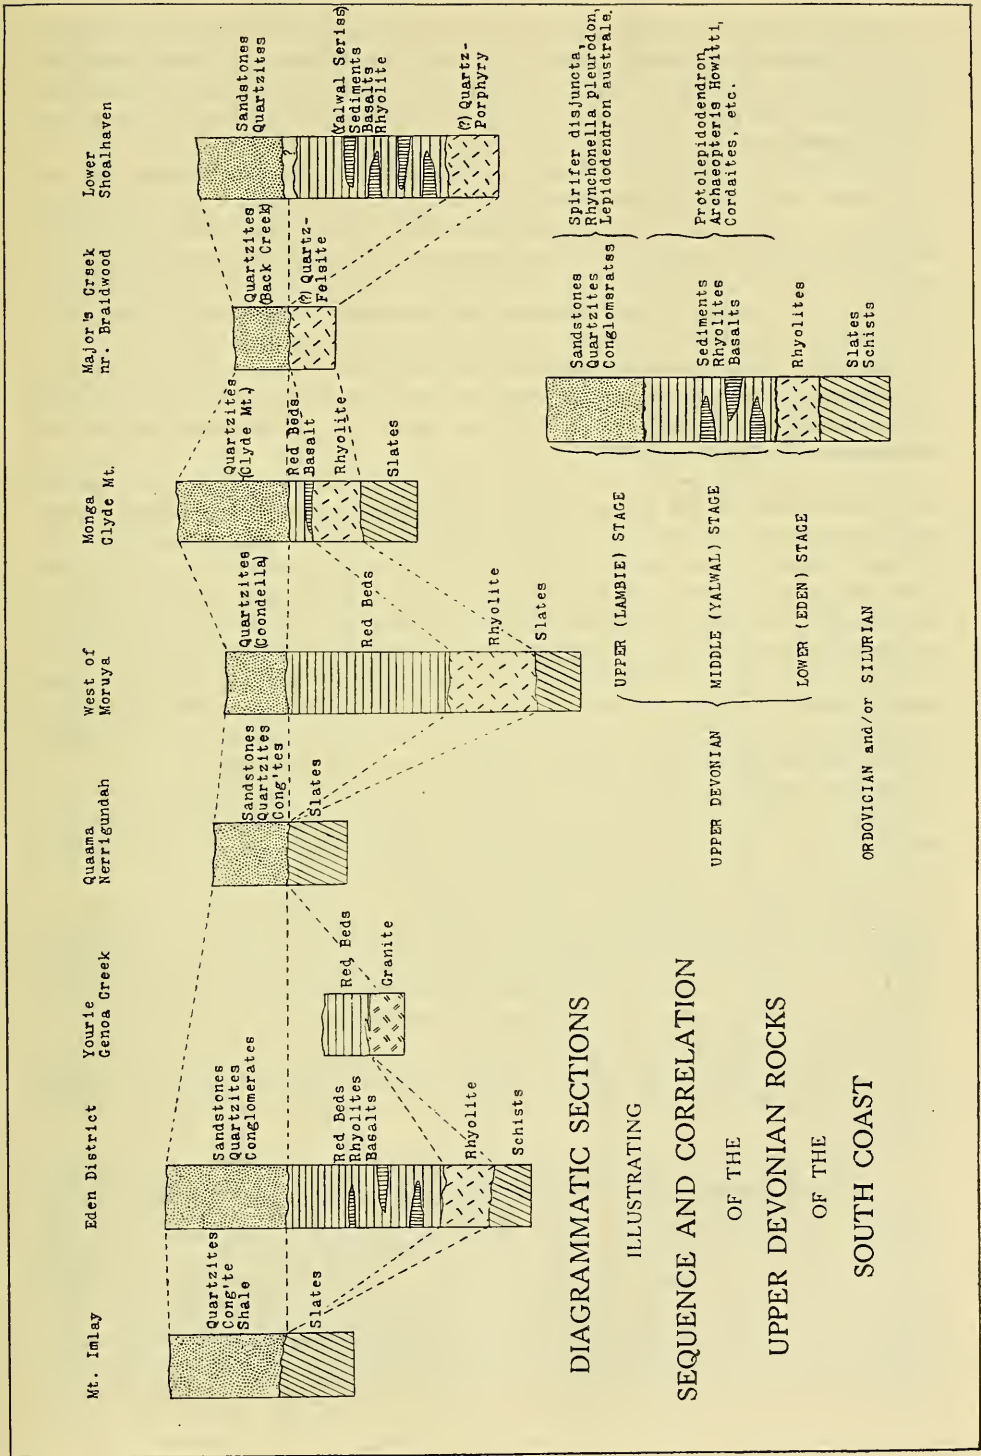 Mt. Imlay
Quartzites
Cong'te
Shale
Slates
Eden District
Sandstones
Quartzites
Conglomerates
Red Beds
Rhyolites
Basalts
Rhyolite
Schists
Yourie
Genoa Creek
Red Beds
Granite
Quaama
Nerrigundah
Sandstones
Quartzites
Cong'tes
Slates
West of
Moruya
Quartzites
(Coondella)
Red Beds
Rhyolite
Slates
Monga
Clyde Mt.
Quartzites
(Clyde Mt.)
Red Beds
Basalt
Rhyolite
Slates
Major's Creek
nr. Braidwood
Quartzites
(Back Creek)
(?) Quartz-
Felsite
Lower
Shoalhaven
Sandstones
Quartzites
?
(Yalwal Series)
Sediments
Basalts
Rhyolite
(?) Quartz-
Porphyry
DIAGRAMMATIC SECTIONS
ILLUSTRATING
SEQUENCE AND CORRELATION
OF THE
UPPER DEVONIAN ROCKS
OF THE
SOUTH COAST
UPPER DEVONIAN
UPPER (LAMBIE) STAGE
MIDDLE (YALWAL) STAGE
LOWER (EDEN) STAGE
ORDOVICIAN and/or SILURIAN
Sandstones
Quartzites
Conglomerates
Sediments
Rhyolites
Basalts
Rhyolites
Slates
Schists
Spirifer disjuncta,
Rhynchonella pleurodon,
Lepidodendron australe.
Protolepidodendron,
Archaeopteris Howitti,
Cordaites, etc.